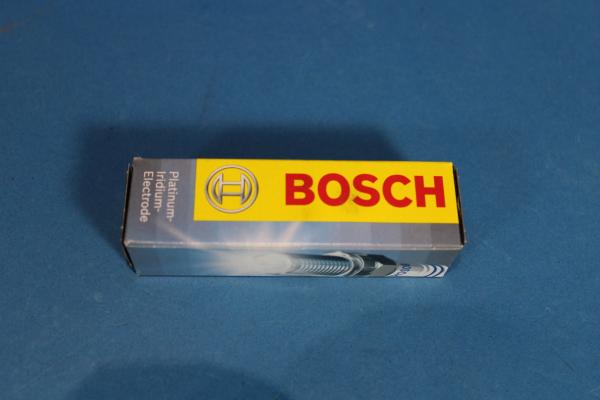 Platinum-
Iridium-
Electrode
BOSCH